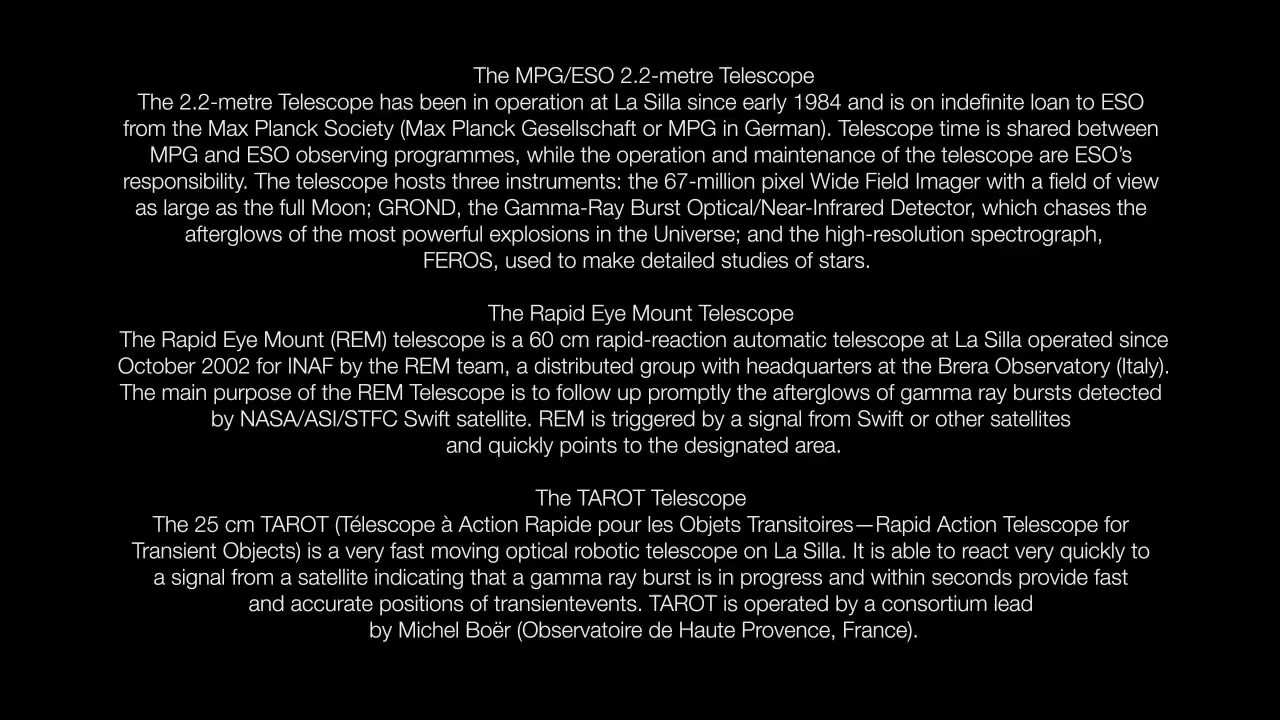 The MPG/ESO 2.2-metre Telescope
The 2.2-metre Telescope has been in operation at La Silla since early 1984 and is on indefinite loan to ESO
from the Max Planck Society (Max Planck Gesellschaft or MPG in German). Telescope time is shared between
MPG and ESO observing programmes, while the operation and maintenance of the telescope are ESO’s
responsibility. The telescope hosts three instruments: the 67-million pixel Wide Field Imager with a field of view
as large as the full Moon; GROND, the Gamma-Ray Burst Optical/Near-Infrared Detector, which chases the
afterglows of the most powerful explosions in the Universe; and the high-resolution spectrograph,
FEROS, used to make detailed studies of stars.
The Rapid Eye Mount Telescope
The Rapid Eye Mount (REM) telescope is a 60 cm rapid-reaction automatic telescope at La Silla operated since
October 2002 for INAF by the REM team, a distributed group with headquarters at the Brera Observatory (Italy).
The main purpose of the REM Telescope is to follow up promptly the afterglows of gamma ray bursts detected
by NASA/ASI/STFC Swift satellite. REM is triggered by a signal from Swift or other satellites
and quickly points to the designated area.
The TAROT Telescope
The 25 cm TAROT (Télescope à Action Rapide pour les Objets Transitoires—Rapid Action Telescope for
Transient Objects) is a very fast moving optical robotic telescope on La Silla. It is able to react very quickly to
a signal from a satellite indicating that a gamma ray burst is in progress and within seconds provide fast
and accurate positions of transientevents. TAROT is operated by a consortium lead
by Michel Boër (Observatoire de Haute Provence, France).